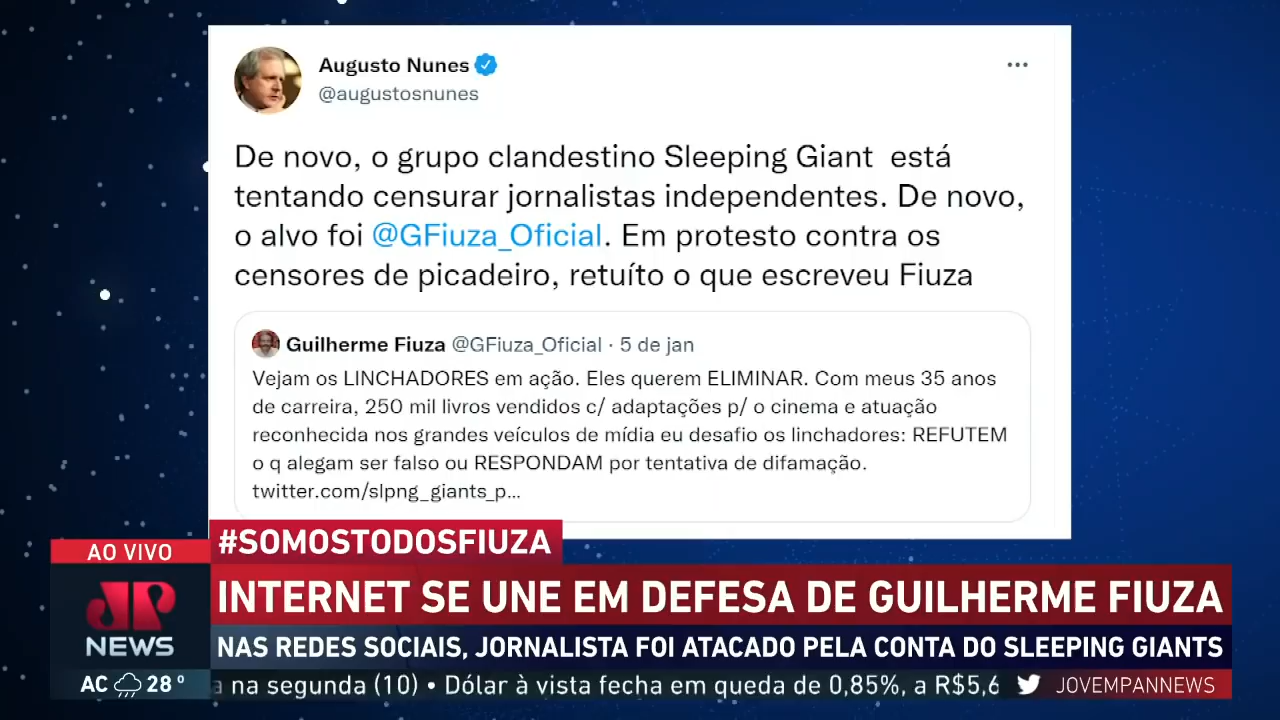 Augusto Nunes
@augustosnunes
De novo, o grupo clandestino Sleeping Giant está
tentando censurar jornalistas independentes. De novo,
o alvo foi @GFiuza_Oficial. Em protesto contra os
censores de picadeiro, retuíto o que escreveu Fiuza
Guilherme Fiuza @GFiuza_Oficial · 5 de jan
Vejam os LINCHADORES em ação. Eles querem ELIMINAR. Com meus 35 anos
de carreira, 250 mil livros vendidos c/ adaptações p/ o cinema e atuação
reconhecida nos grandes veículos de mídia eu desafio os linchadores: REFUTEM
o q alegam ser falso ou RESPONDAM por tentativa de difamação.
twitter.com/slpng_giants_p...
#SOMOSTODOSFIUZA
AO VIVO
INTERNET SE UNE EM DEFESA DE GUILHERME FIUZA
JP
NEWS
NAS REDES SOCIAIS, JORNALISTA FOI ATACADO PELA CONTA DO SLEEPING GIANTS
AC 28° a na segunda (10) • Dólar à vista fecha em queda de 0,85%, a R$5,6 JOVEMPANNEWS